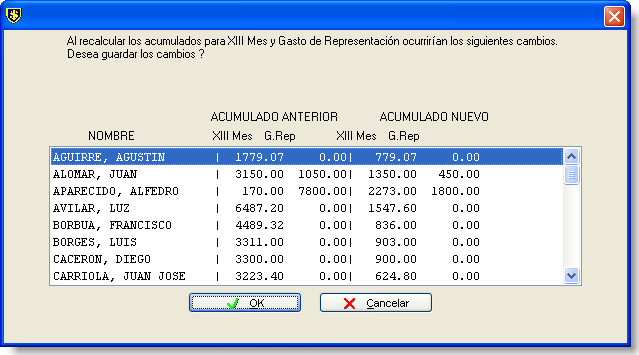 Al recalcular los acumulados para XIII Mes y Gasto de Representación ocurrirían los siguientes cambios.
Desea guardar los cambios ?
ACUMULADO ANTERIOR ACUMULADO NUEVO
NOMBRE XIII Mes G.Rep XIII Mes G.Rep
AGUIRRE, AGUSTIN | 1779.07 0.00| 779.07 0.00
ALOMAR, JUAN | 3150.00 1050.00| 1350.00 450.00
APARECIDO, ALFEDRO | 170.00 7800.00| 2273.00 1800.00
AVILAR, LUZ | 6487.20 0.00| 1547.60 0.00
BORBUA, FRANCISCO | 4489.32 0.00| 836.00 0.00
BORGES, LUIS | 3311.00 0.00| 903.00 0.00
CACERON, DIEGO | 3300.00 0.00| 900.00 0.00
CARRIOLA, JUAN JOSE | 3223.40 0.00| 624.80 0.00
OK Cancelar